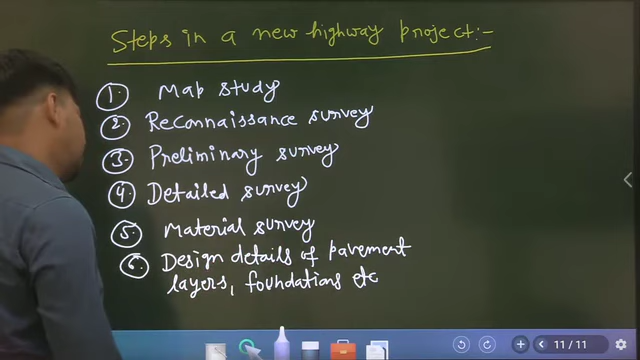 Steps in a new highway project:-
1. Map study
2. Reconnaissance survey
3. Preliminary survey
4. Detailed survey
5. Material survey
6. Design details of pavement
layers, foundations etc
11 / 11